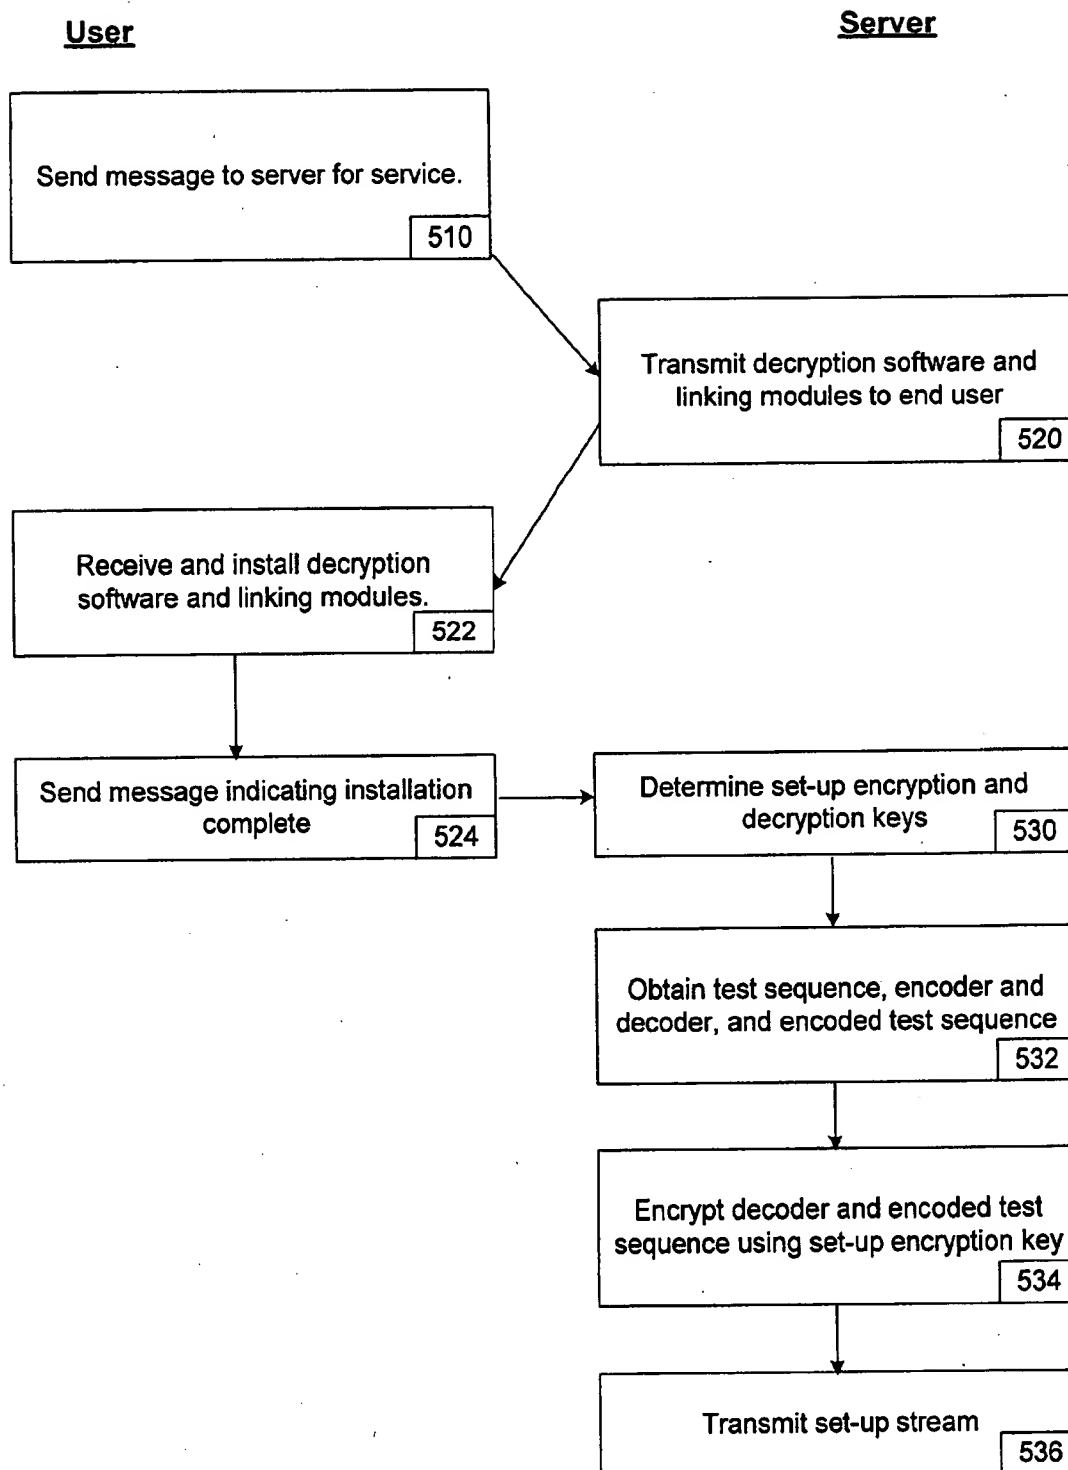 User
Server
Send message to server for service.
510
Transmit decryption software and
linking modules to end user
520
Receive and install decryption
software and linking modules.
522
Send message indicating installation
complete
524
Determine set-up encryption and
decryption keys
530
Obtain test sequence, encoder and
decoder, and encoded test sequence
532
Encrypt decoder and encoded test
sequence using set-up encryption key
534
Transmit set-up stream
536